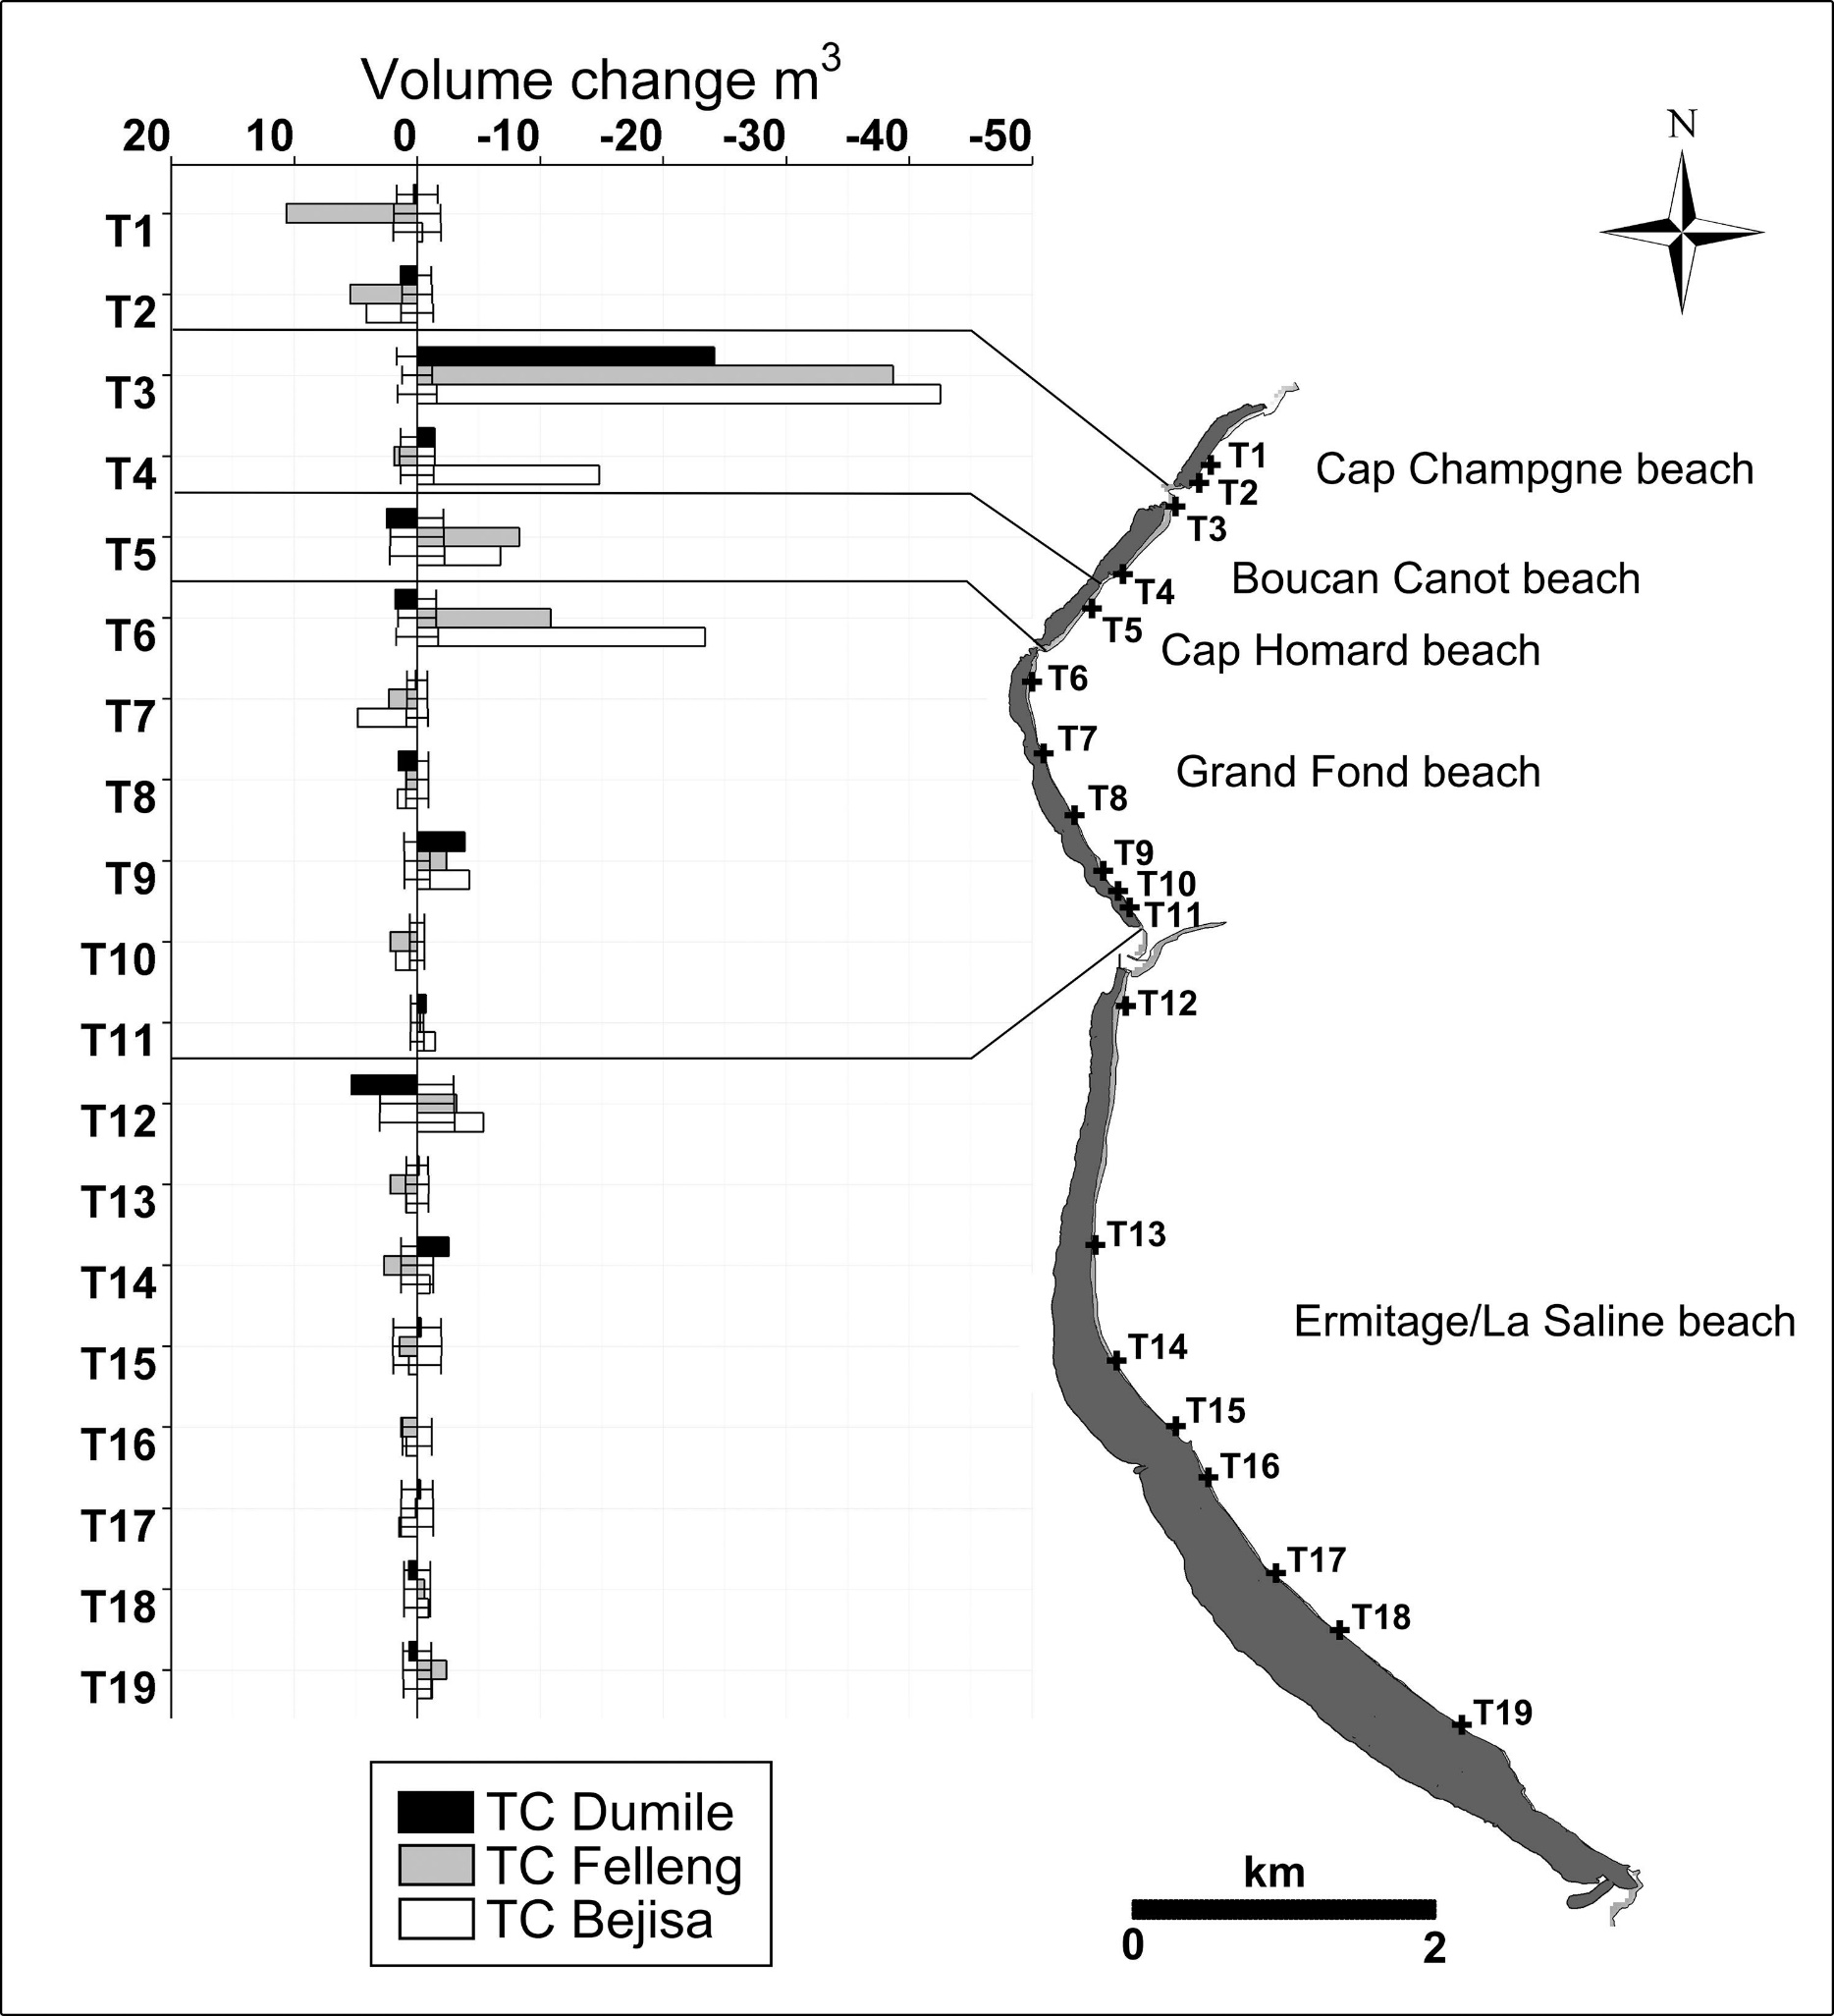 Volume change m³
20 10 0 -10 -20 -30 -40 -50
N
T1
T2
T3
T4
T5
T6
T7
T8
T9
T10
T11
T12
T13
T14
T15
T16
T17
T18
T19
T1
Cap Champgne beach
T2
T3
Boucan Canot beach
T4
T5
Cap Homard beach
T6
T7
Grand Fond beach
T8
T9
T10
T11
T12
T13
Ermitage/La Saline beach
T14
T15
T16
T17
T18
T19
TC Dumile
TC Felleng
TC Bejisa
km
0 2